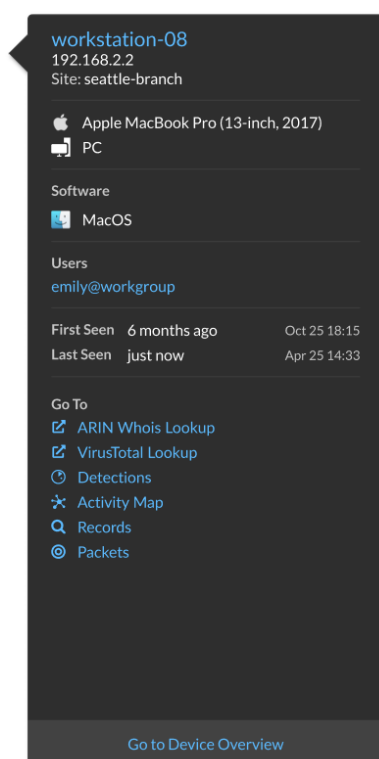 workstation-08
192.168.2.2
Site: seattle-branch
Apple MacBook Pro (13-inch, 2017)
PC
Software
MacOS
Users
emily@workgroup
First Seen 6 months ago Oct 25 18:15
Last Seen just now Apr 25 14:33
Go To
ARIN Whois Lookup
VirusTotal Lookup
Detections
Activity Map
Records
Packets
Go to Device Overview